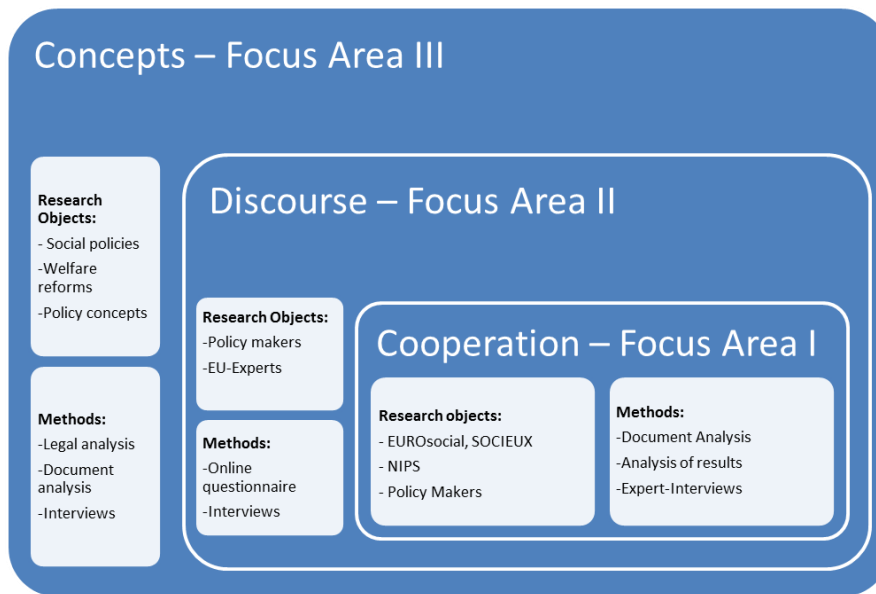 Concepts – Focus Area III
Research
Objects:
- Social policies
-Welfare
reforms
-Policy concepts
Methods:
-Legal analysis
-Document
analysis
-Interviews
Discourse – Focus Area II
Research Objects:
-Policy makers
-EU-Experts
Methods:
-Online
questionnaire
-Interviews
Cooperation – Focus Area I
Research objects:
- EUROsocial, SOCIEUX
- NIPS
- Policy Makers
Methods:
-Document Analysis
-Analysis of results
-Expert-Interviews